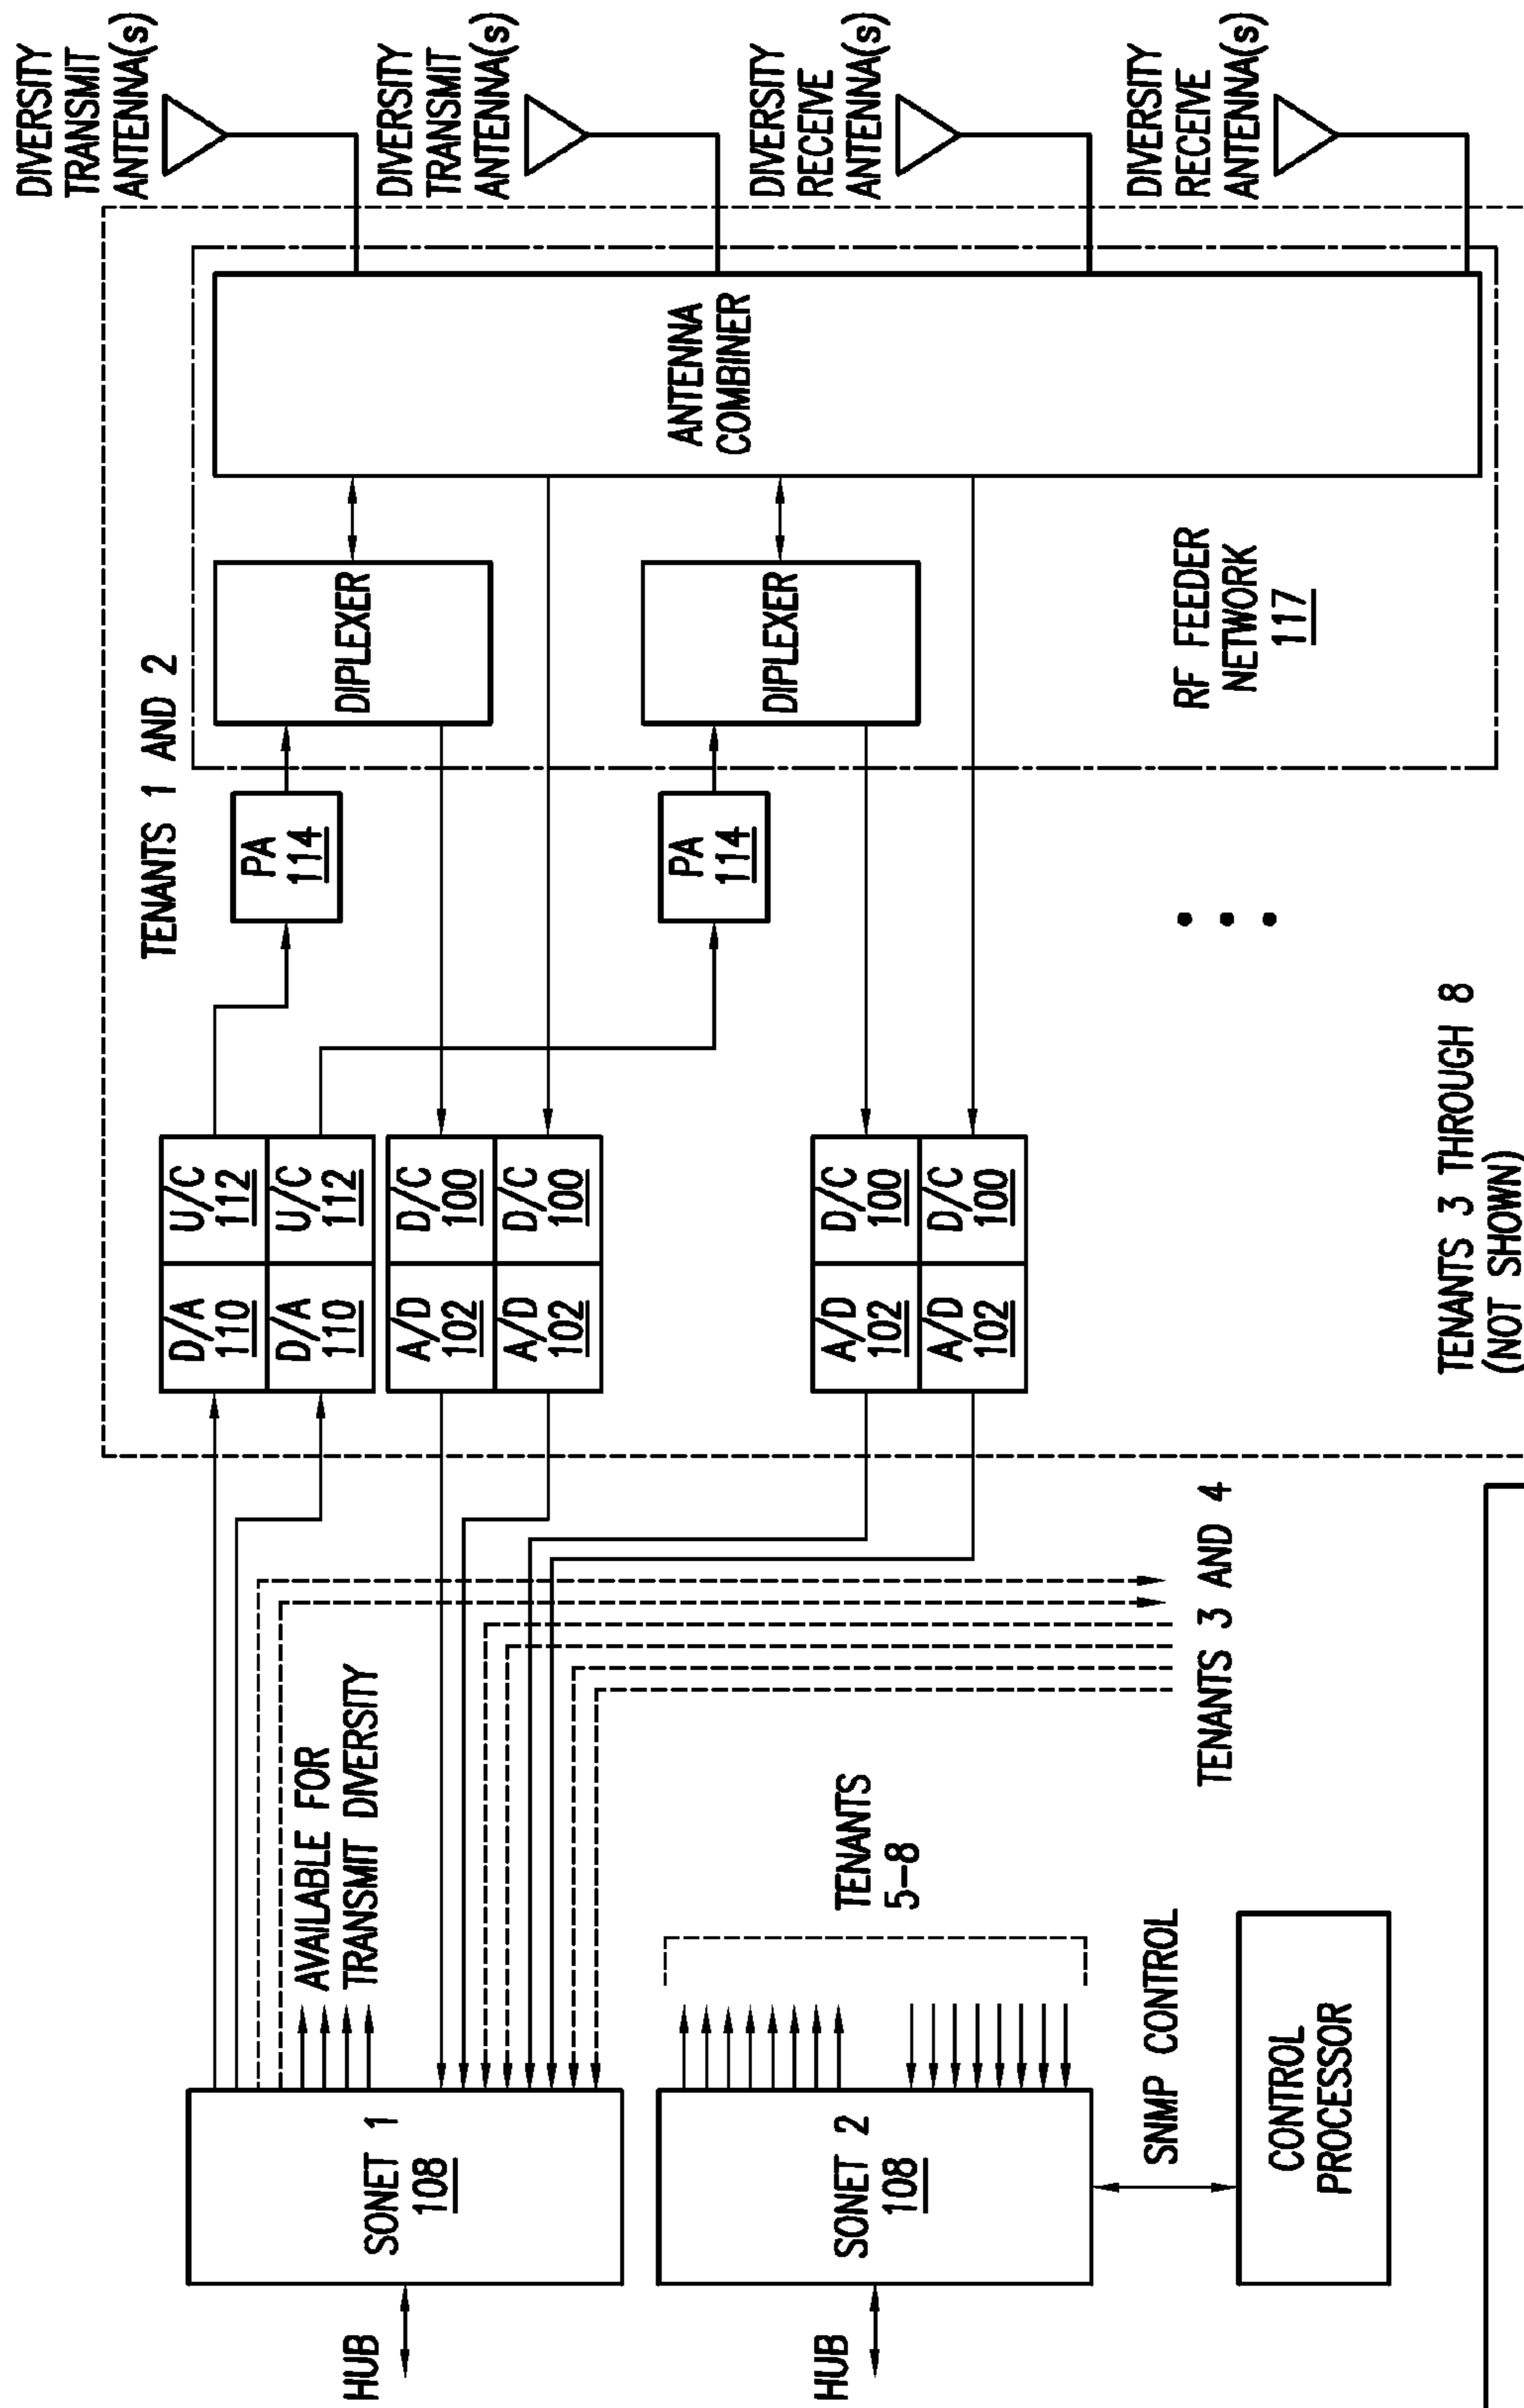 DIVERSITY
TRANSMIT
ANTENNA(s)
DIVERSITY
TRANSMIT
ANTENNA(s)
DIVERSITY
RECEIVE
ANTENNA(s)
DIVERSITY
RECEIVE
ANTENNA(s)
TENANTS 1 AND 2
ANTENNA
COMBINER
DIPLEXER
DIPLEXER
RF FEEDER
NETWORK
117
PA
114
PA
114
D/A
110
U/C
112
D/A
110
U/C
112
A/D
102
D/C
100
A/D
102
D/C
100
A/D
102
D/C
100
A/D
102
D/C
100
TENANTS 3 THROUGH 8
(NOT SHOWN)
AVAILABLE FOR
TRANSMIT DIVERSITY
TENANTS 3 AND 4
TENANTS
5-8
HUB
SONET 1
108
HUB
SONET 2
108
SNMP CONTROL
CONTROL
PROCESSOR